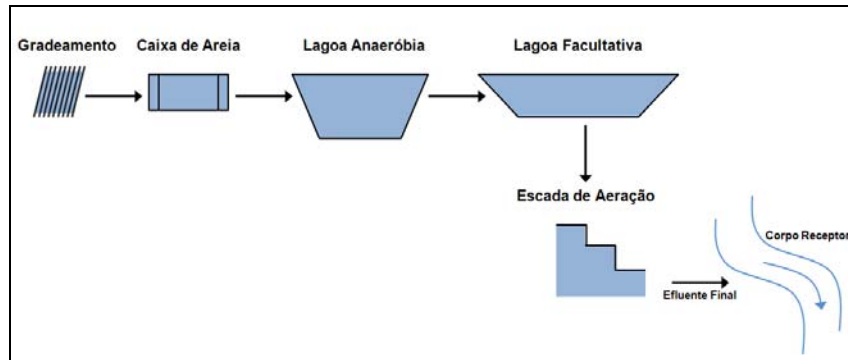 Gradeamento
Caixa de Areia
Lagoa Anaeróbia
Lagoa Facultativa
Escada de Aeração
Corpo Receptor
Efluente Final